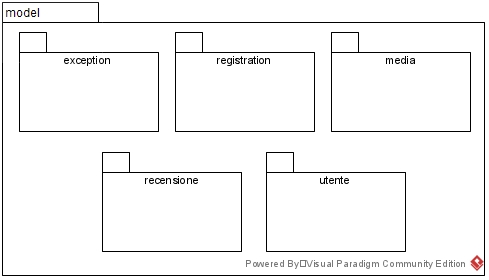 model
exception
registration
media
recensione
utente
Powered By Visual Paradigm Community Edition